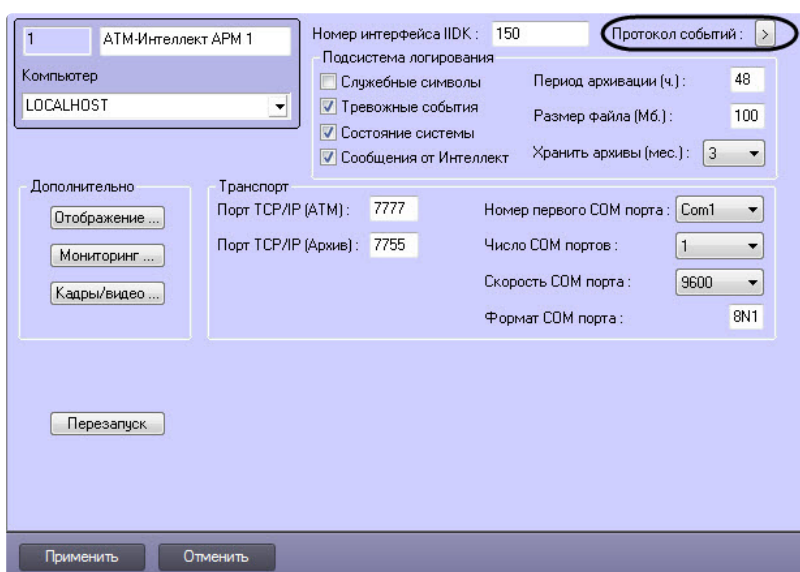 1 АТМ-Интеллект АРМ 1
Номер интерфейса IIDK : 150
Протокол событий : >
Компьютер
LOCALHOST
Подсистема логирования
Служебные символы
Тревожные события
Состояние системы
Сообщения от Интеллект
Период архивации (ч.) : 48
Размер файла (Мб.) : 100
Хранить архивы (мес.) : 3
Дополнительно
Отображение ...
Мониторинг ...
Кадры/видео ...
Транспорт
Порт TCP/IP (АТМ) : 7777
Порт TCP/IP (Архив) : 7755
Номер первого COM порта : Com1
Число COM портов : 1
Скорость COM порта : 9600
Формат COM порта : 8N1
Перезапуск
Применить Отменить